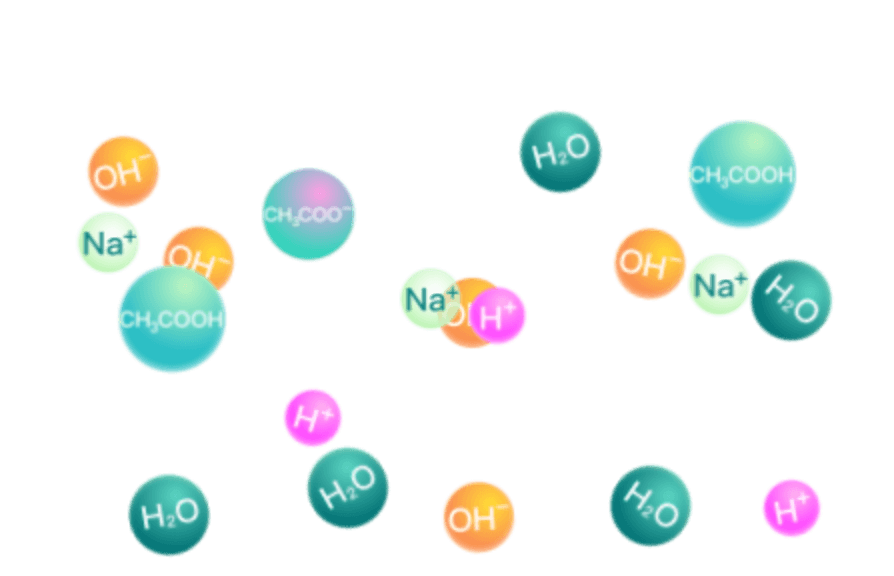 H₂O
OH⁻
CH₃COOH
CH₃COO⁻
Na⁺
OH⁻
OH⁻
Na⁺
H₂O
Na⁺
H⁺
CH₃COOH
H⁺
H₂O
H₂O
OH⁻
H₂O
H⁺